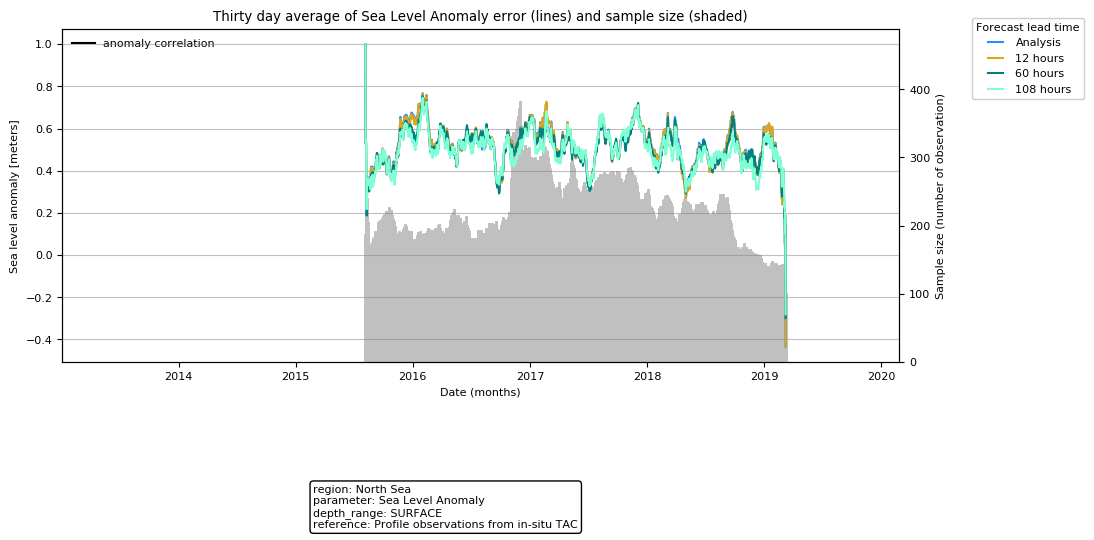 Thirty day average of Sea Level Anomaly error (lines) and sample size (shaded)
Forecast lead time
Analysis
12 hours
60 hours
108 hours
anomaly correlation
Sea level anomaly [meters]
1.0
0.8
0.6
0.4
0.2
0.0
−0.2
−0.4
Sample size (number of observation)
400
300
200
100
0
2014
2015
2016
2017
2018
2019
2020
Date (months)
region: North Sea
parameter: Sea Level Anomaly
depth_range: SURFACE
reference: Profile observations from in-situ TAC